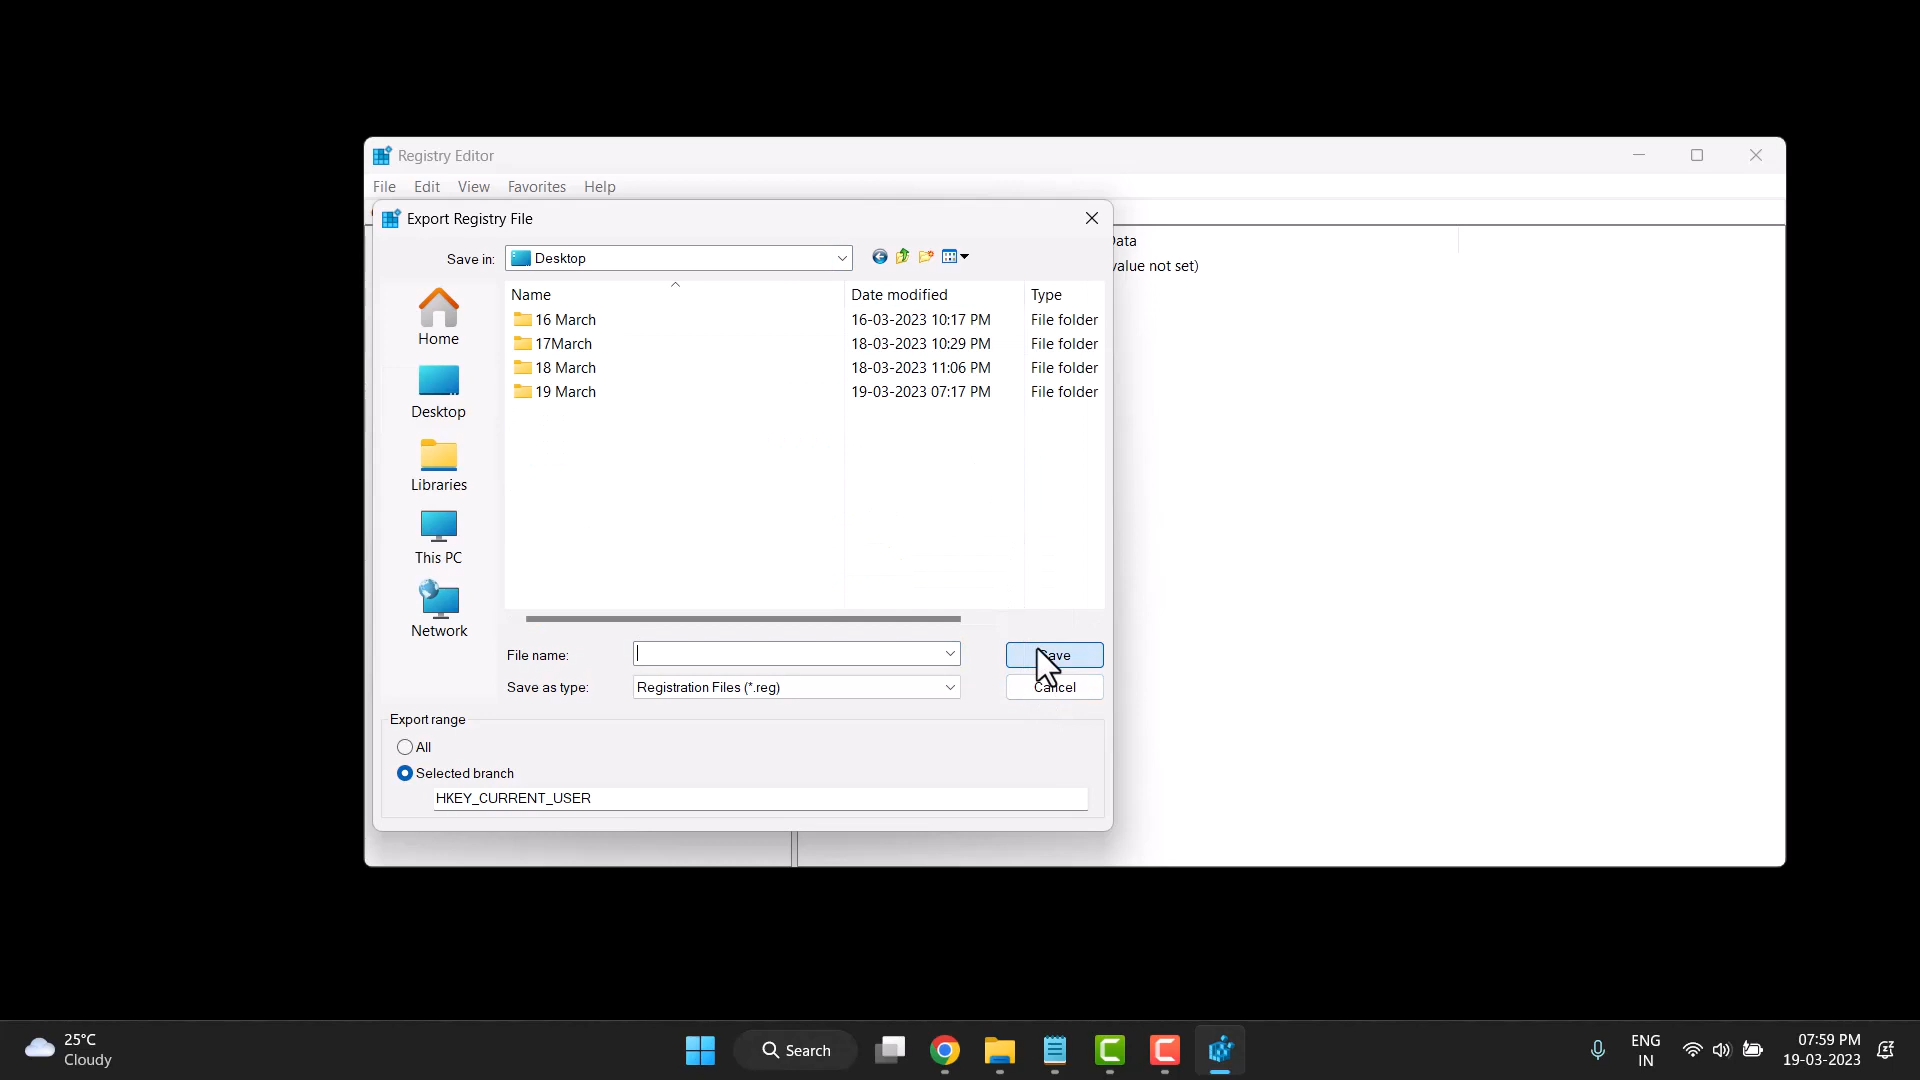 Registry Editor
File Edit View Favorites Help
Export Registry File
Save in: Desktop
Data
(value not set)
Name Date modified Type
16 March 16-03-2023 10:17 PM File folder
17March 18-03-2023 10:29 PM File folder
18 March 18-03-2023 11:06 PM File folder
19 March 19-03-2023 07:17 PM File folder
Home
Desktop
Libraries
This PC
Network
File name: Save
Save as type: Registration Files (*.reg) Cancel
Export range
All
Selected branch
HKEY_CURRENT_USER
25°C
Cloudy
Search
ENG
IN
07:59 PM
19-03-2023